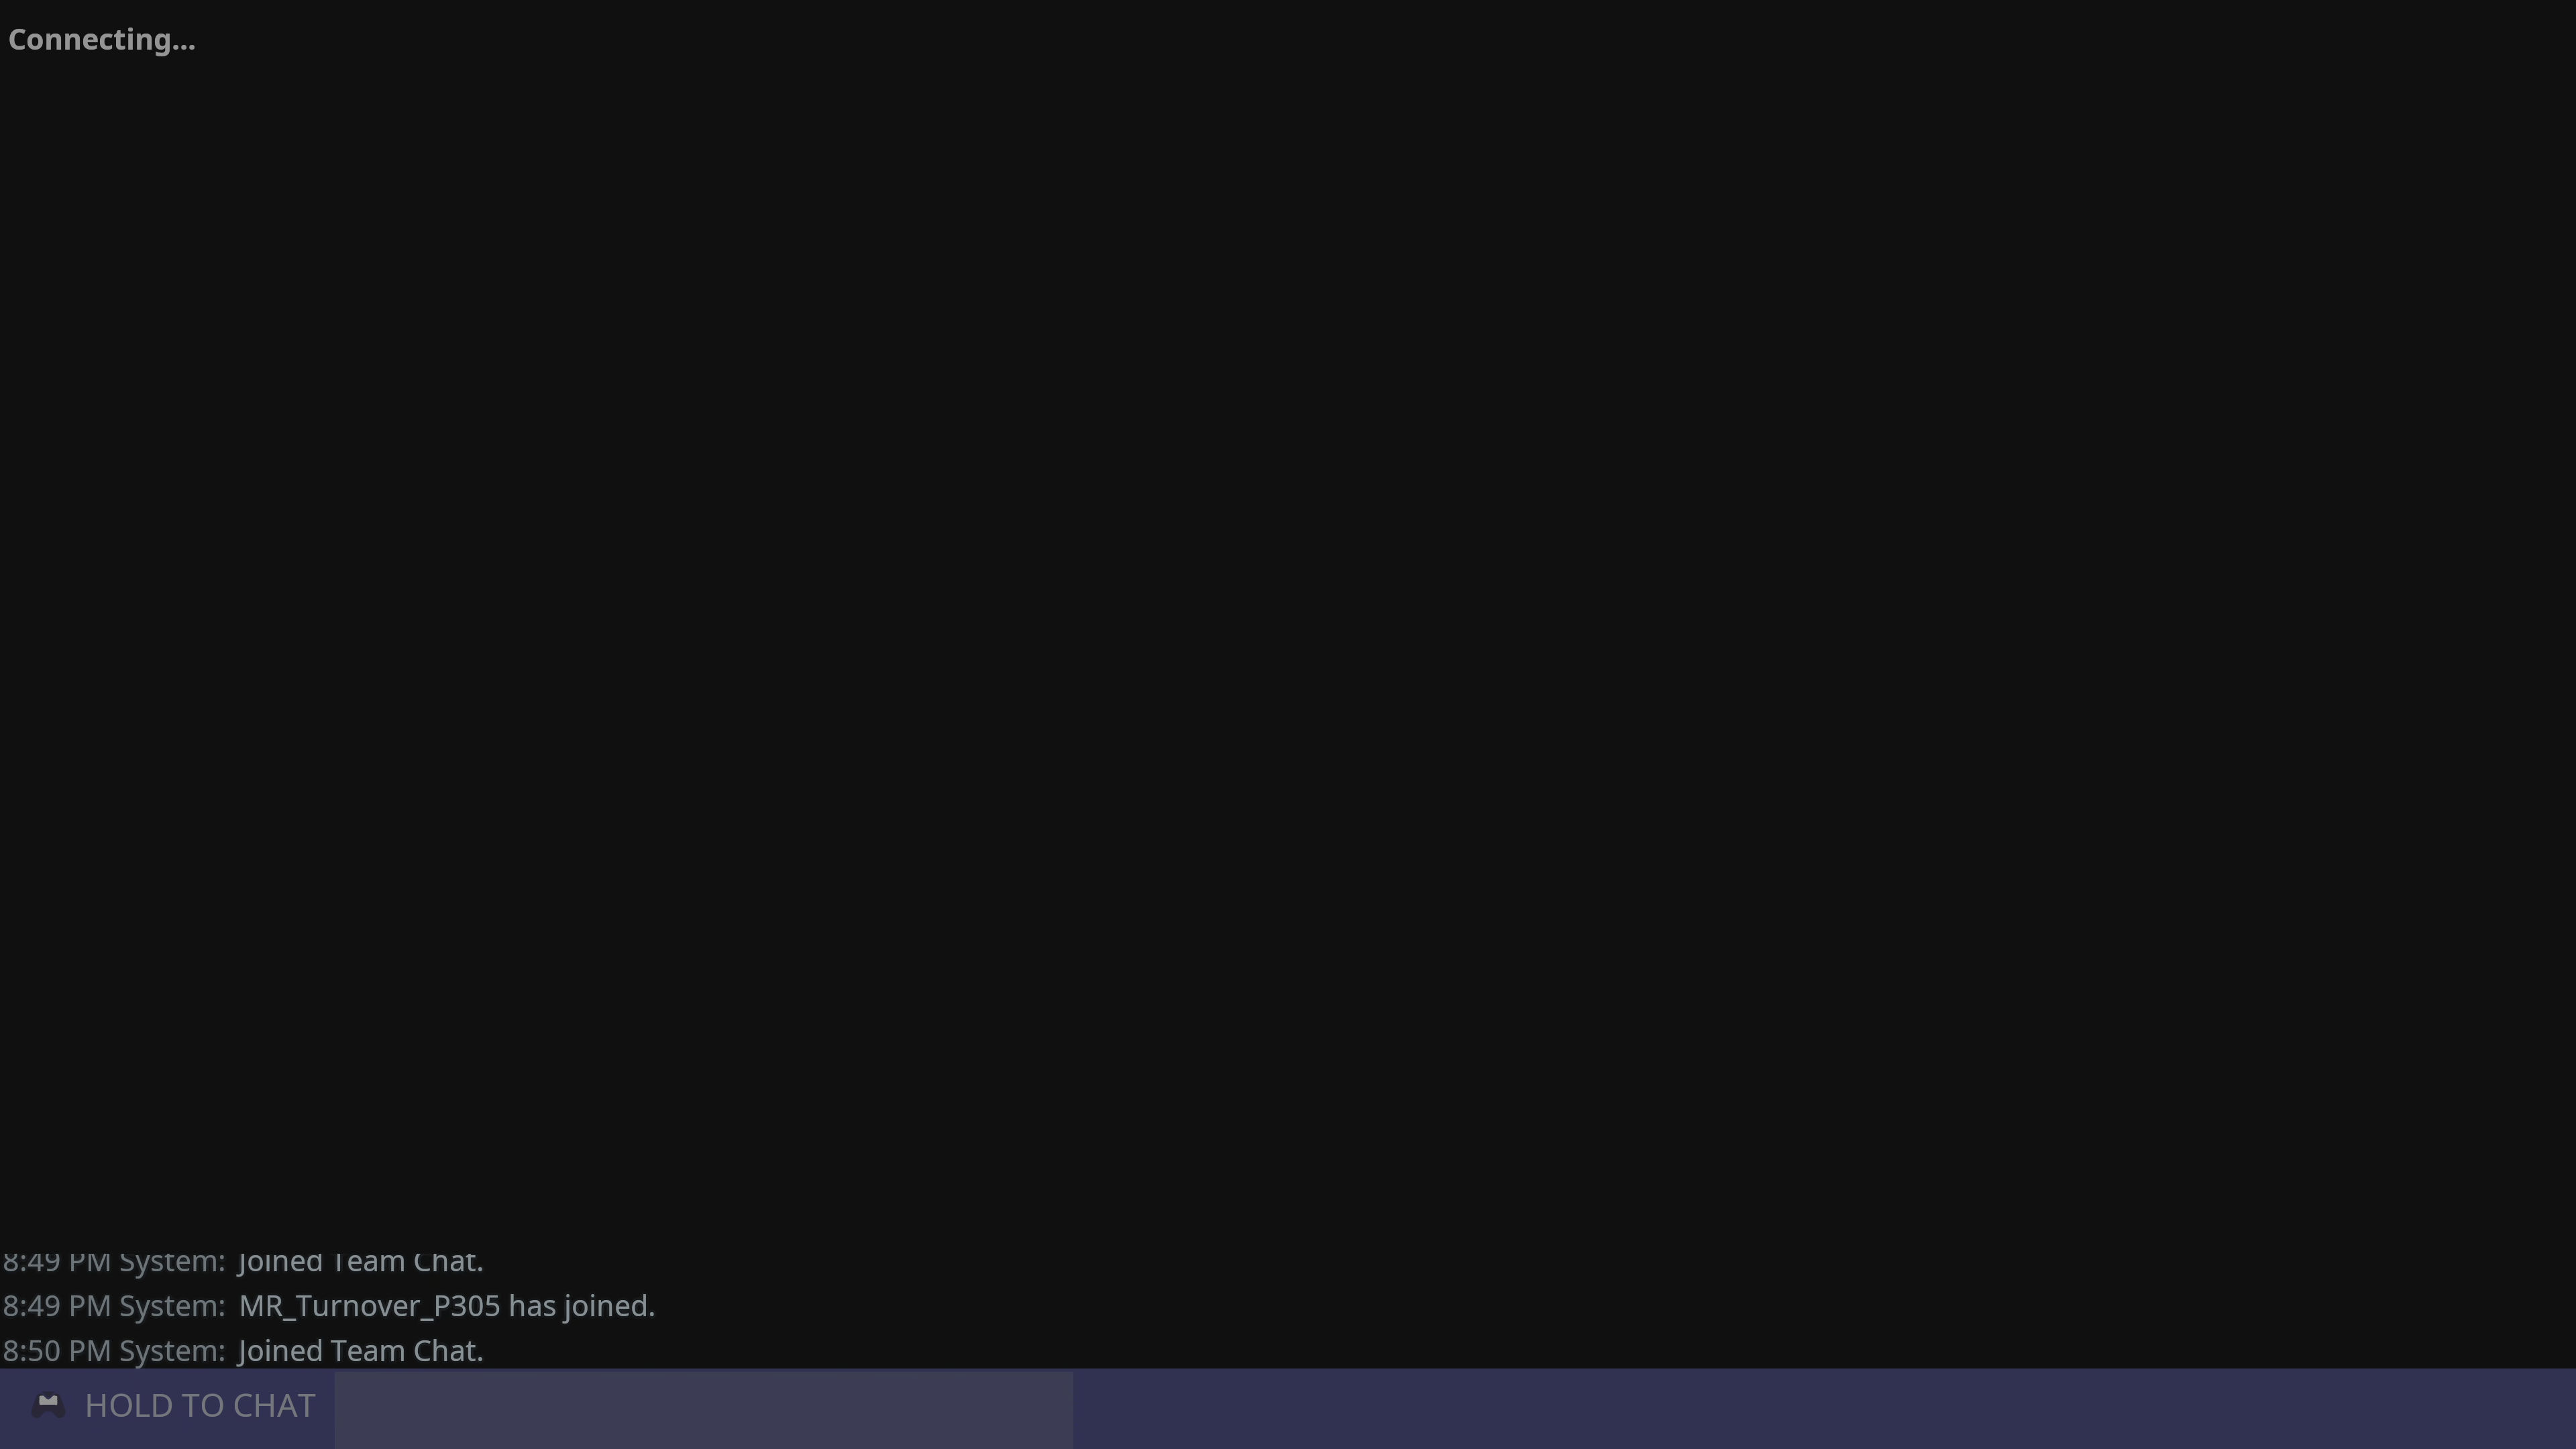 Connecting...
8:49 PM System: Joined Team Chat.
8:49 PM System: MR_Turnover_P305 has joined.
8:50 PM System: Joined Team Chat.
HOLD TO CHAT